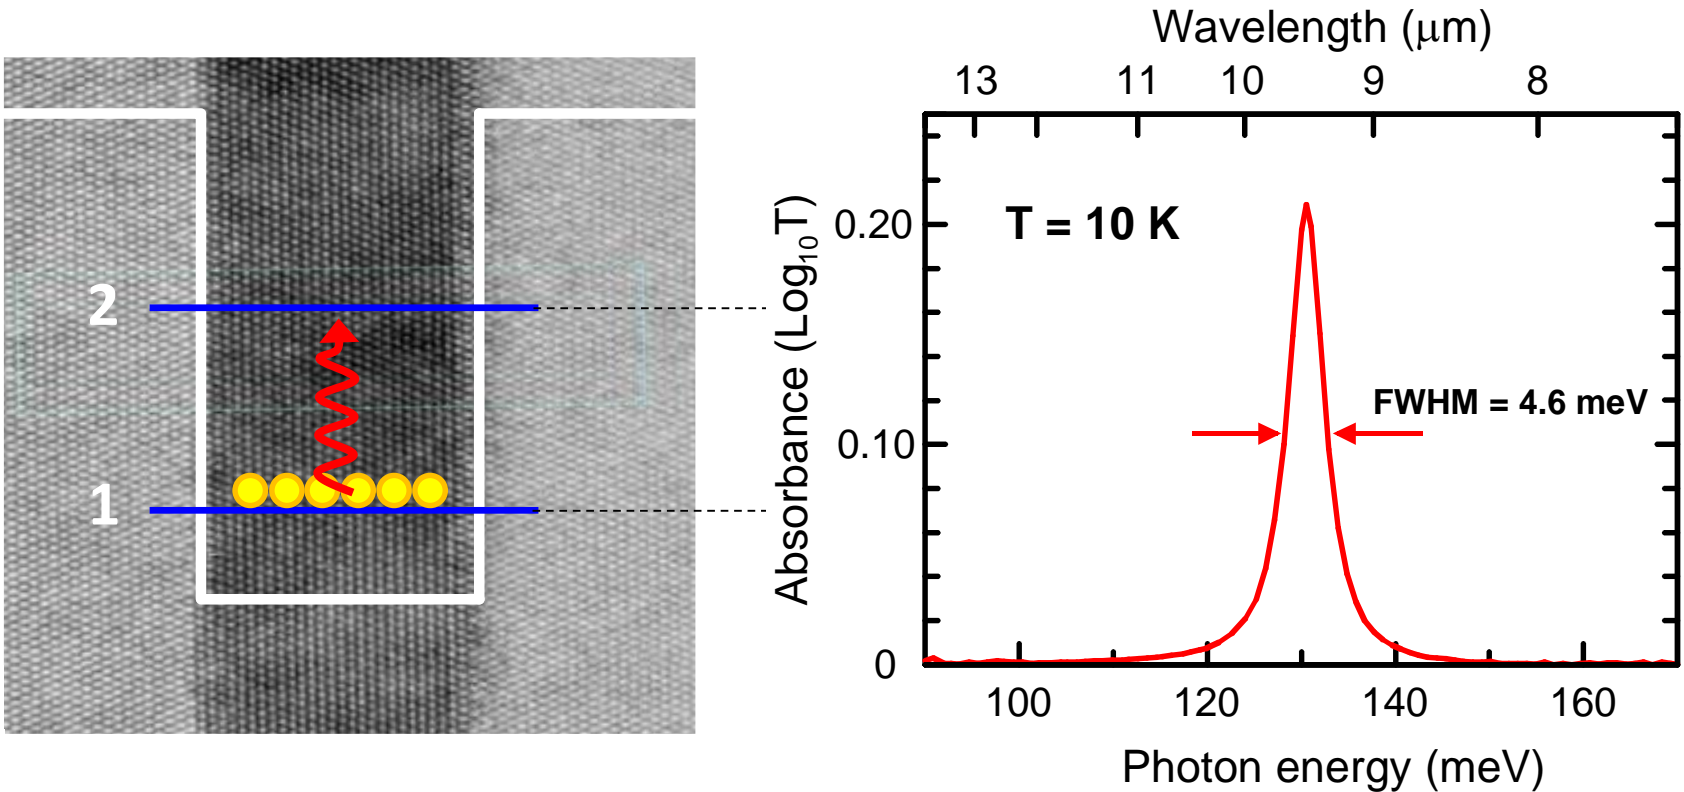 2
1
Wavelength (μm)
13 11 10 9 8
Absorbance (Log₁₀T)
0.20
0.10
0
T = 10 K
FWHM = 4.6 meV
100 120 140 160
Photon energy (meV)